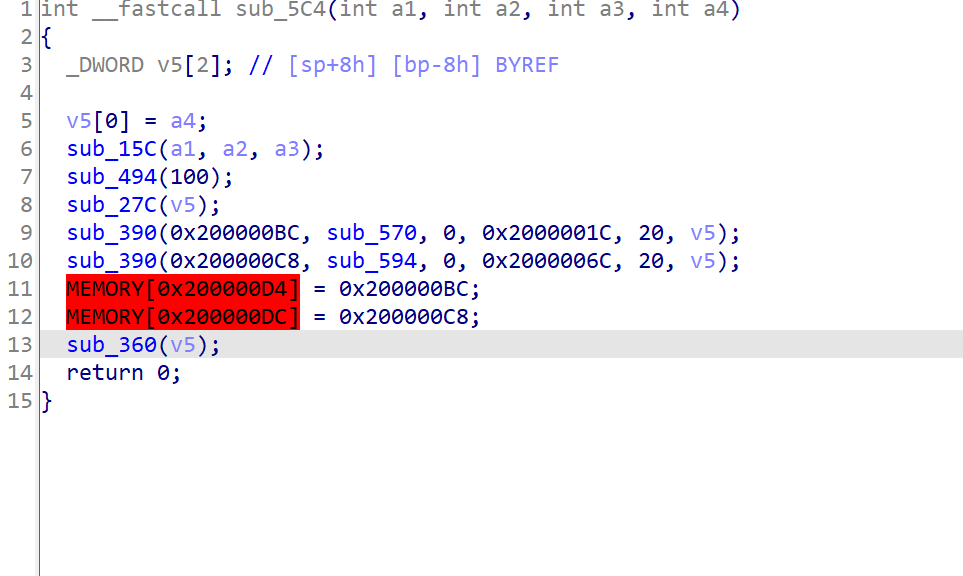 1 int __fastcall sub_5C4(int a1, int a2, int a3, int a4)
2 {
3   _DWORD v5[2]; // [sp+8h] [bp-8h] BYREF
4
5   v5[0] = a4;
6   sub_15C(a1, a2, a3);
7   sub_494(100);
8   sub_27C(v5);
9   sub_390(0x200000BC, sub_570, 0, 0x2000001C, 20, v5);
10   sub_390(0x200000C8, sub_594, 0, 0x2000006C, 20, v5);
11   MEMORY[0x200000D4] = 0x200000BC;
12   MEMORY[0x200000DC] = 0x200000C8;
13   sub_360(v5);
14   return 0;
15 }